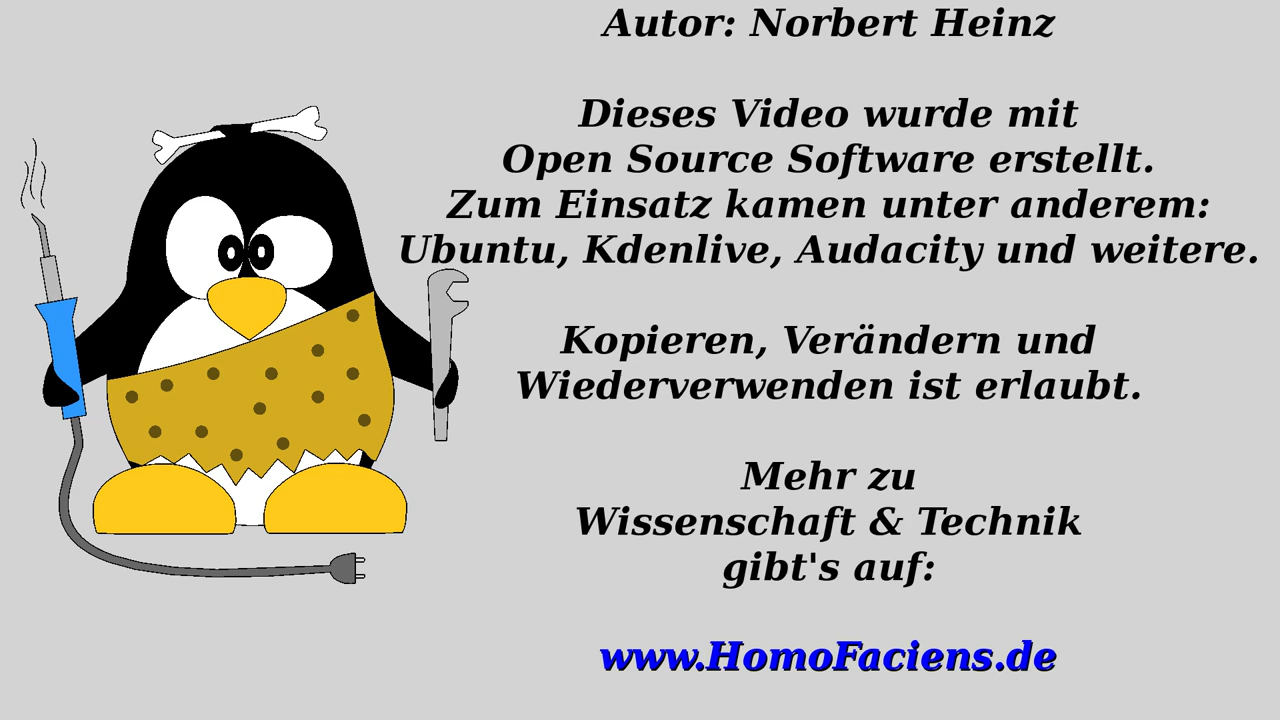 Autor: Norbert Heinz
Dieses Video wurde mit
Open Source Software erstellt.
Zum Einsatz kamen unter anderem:
Ubuntu, Kdenlive, Audacity und weitere.
Kopieren, Verändern und
Wiederverwenden ist erlaubt.
Mehr zu
Wissenschaft & Technik
gibt's auf:
www.HomoFaciens.de